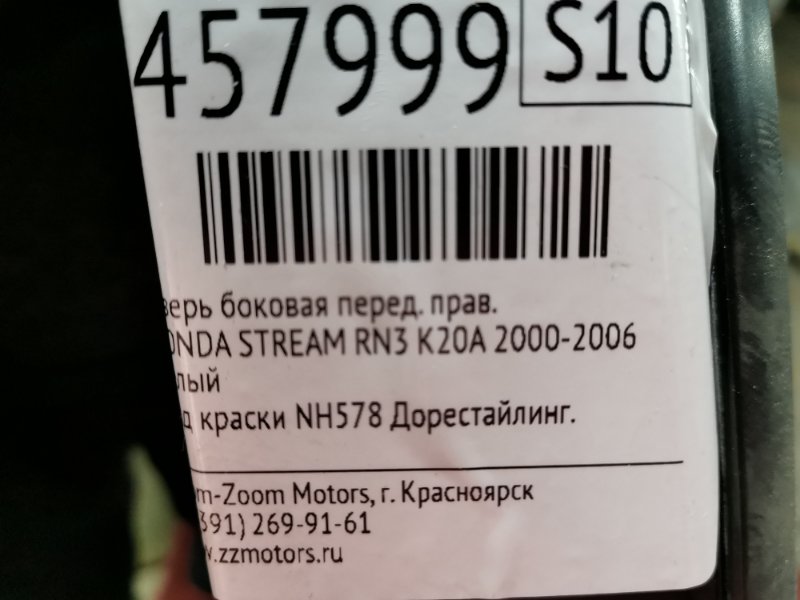 457999 S10
верь боковая перед. прав.
ONDA STREAM RN3 K20A 2000-2006
лый
д краски NH578 Дорестайлинг.
m-Zoom Motors, г. Красноярск
391) 269-91-61
w.zzmotors.ru